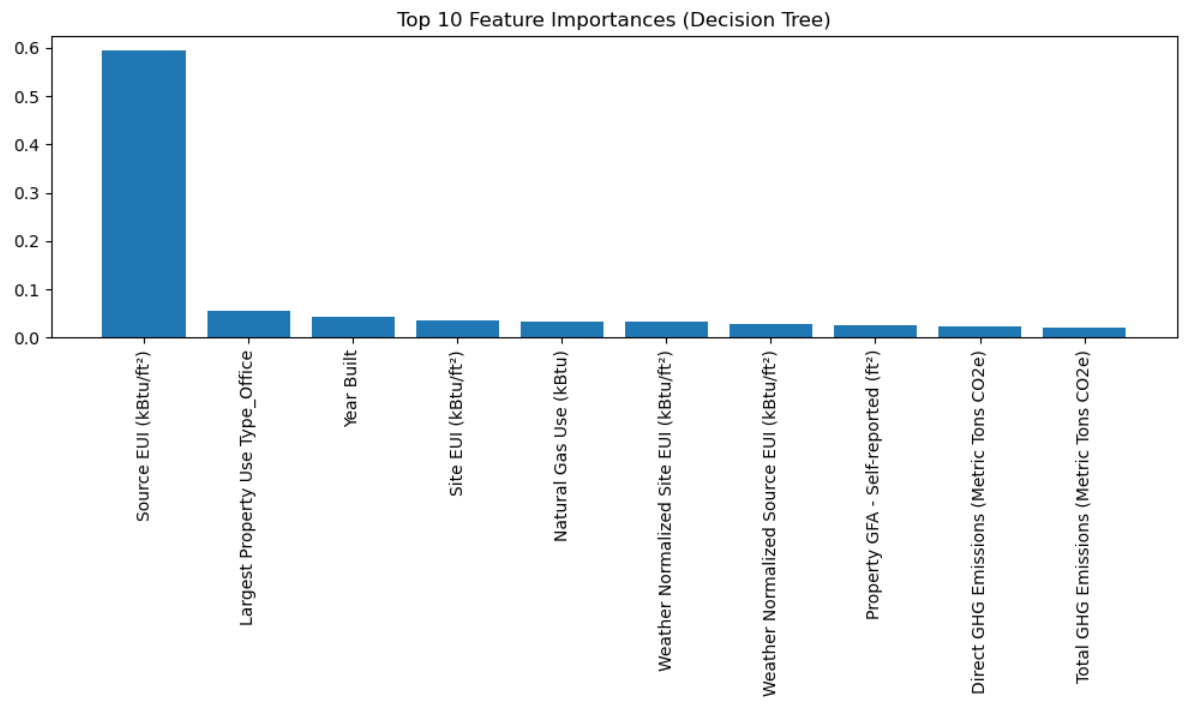 Top 10 Feature Importances (Decision Tree)
0.6
0.5
0.4
0.3
0.2
0.1
0.0
Source EUI (kBtu/ft²)
Largest Property Use Type_Office
Year Built
Site EUI (kBtu/ft²)
Natural Gas Use (kBtu)
Weather Normalized Site EUI (kBtu/ft²)
Weather Normalized Source EUI (kBtu/ft²)
Property GFA - Self-reported (ft²)
Direct GHG Emissions (Metric Tons CO2e)
Total GHG Emissions (Metric Tons CO2e)